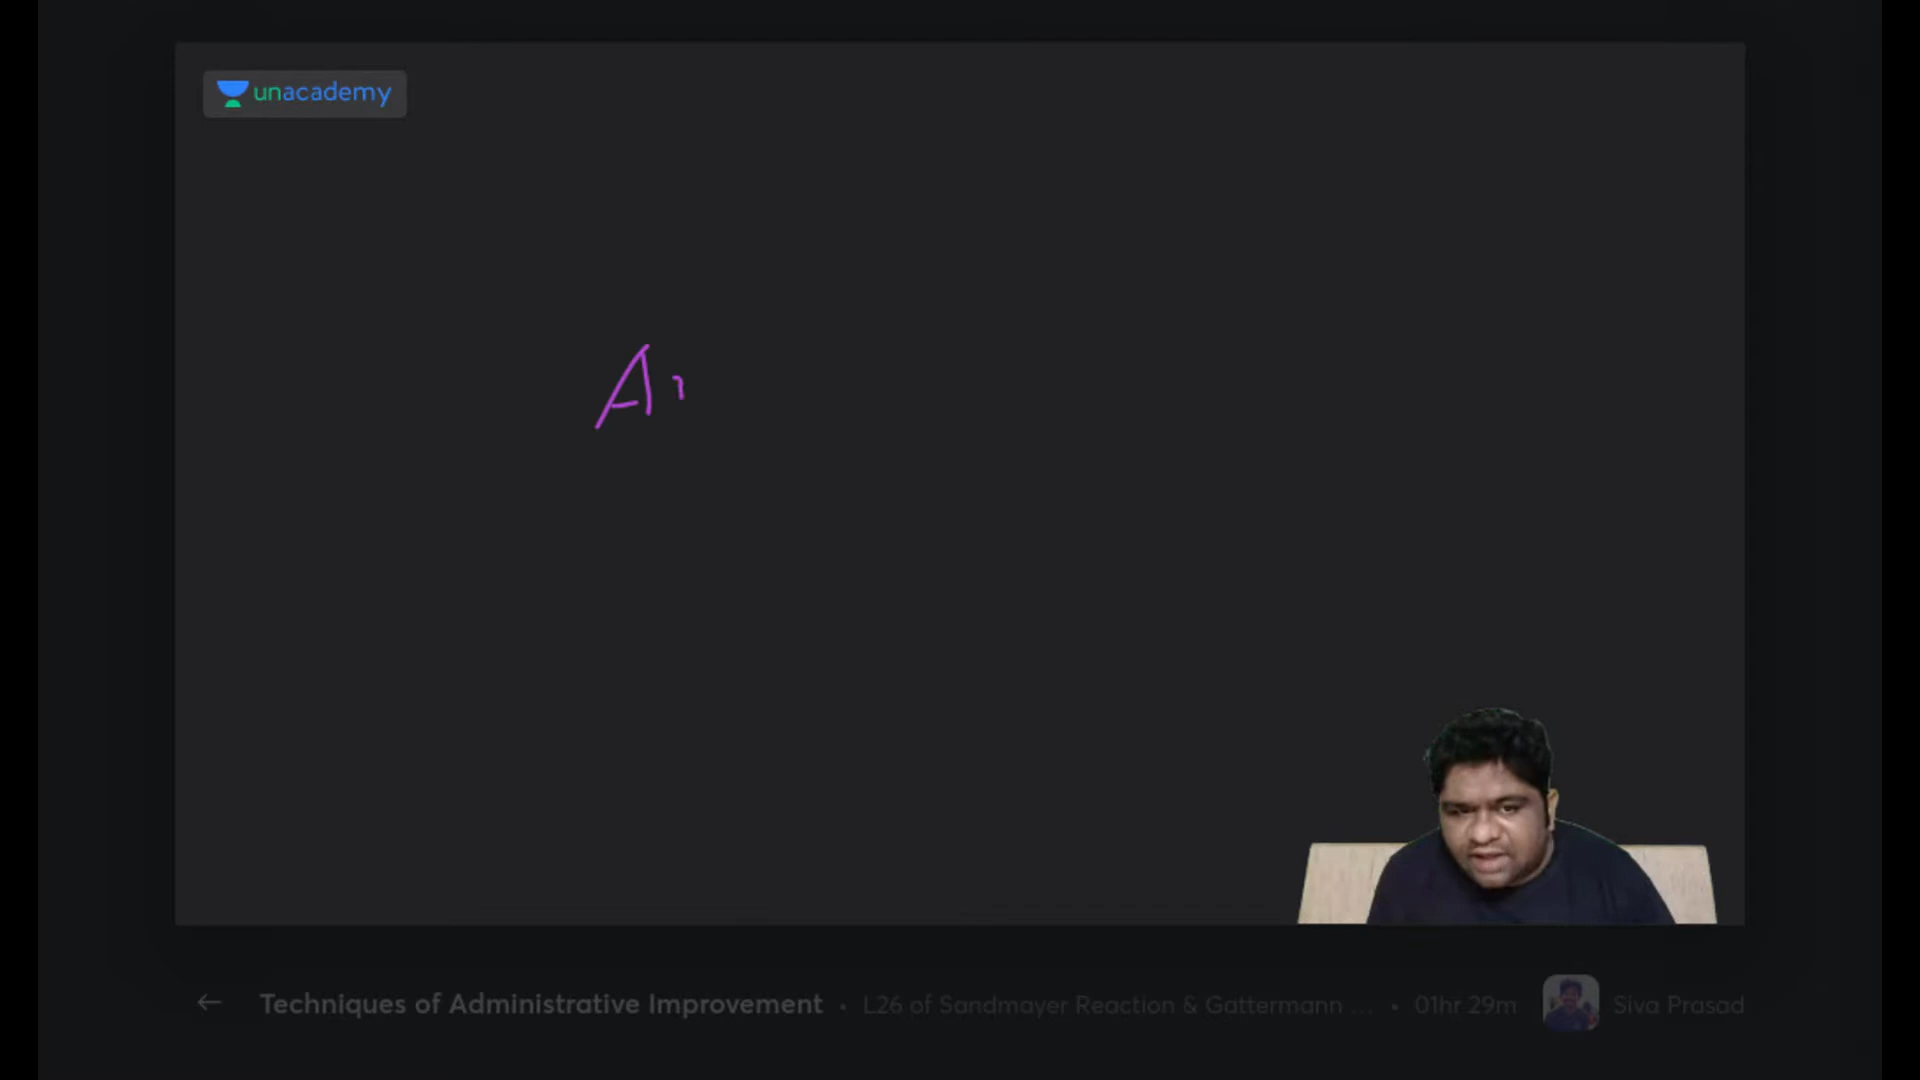 unacademy
A
Techniques of Administrative Improvement • L26 of Sandmayer Reaction & Gattermann ... • 01hr 29m Siva Prasad